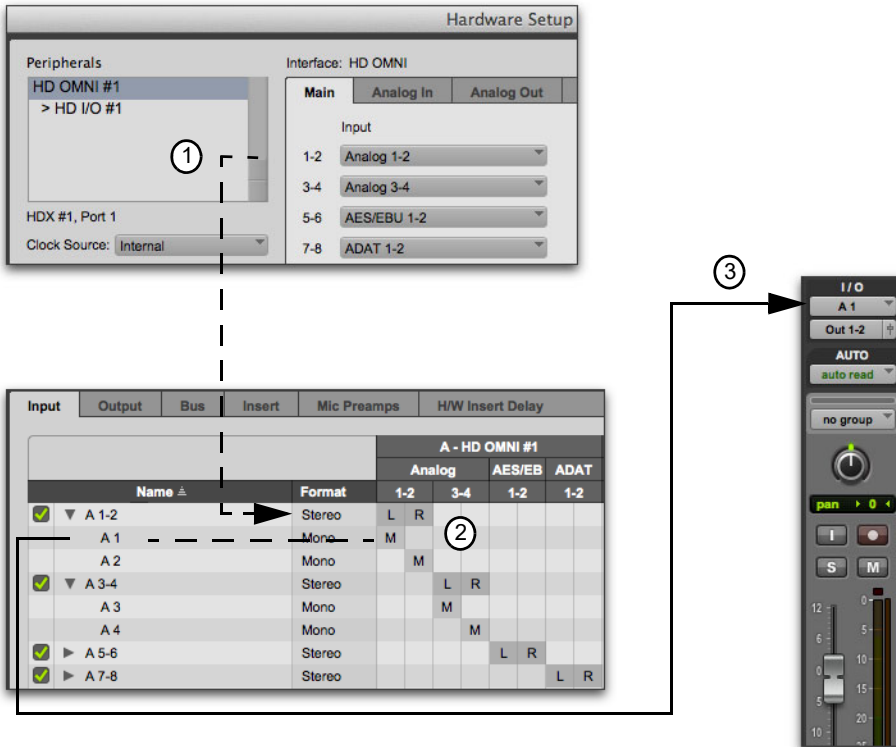 Hardware Setup
Peripherals
HD OMNI #1
> HD I/O #1
HDX #1, Port 1
Clock Source: Internal
Interface: HD OMNI
Main Analog In Analog Out
Input
1-2 Analog 1-2
3-4 Analog 3-4
5-6 AES/EBU 1-2
7-8 ADAT 1-2
1
Input Output Bus Insert Mic Preamps H/W Insert Delay
A - HD OMNI #1
Analog AES/EB ADAT
Name Format 1-2 3-4 1-2 1-2
A 1-2 Stereo L R
A 1 Mono M
A 2 Mono M
A 3-4 Stereo L R
A 3 Mono M
A 4 Mono M
A 5-6 Stereo L R
A 7-8 Stereo L R
2
3
I / O
A 1
Out 1-2
AUTO
auto read
no group
pan 0
I
S M
12 0
6 5
0 10
5 15
20
10